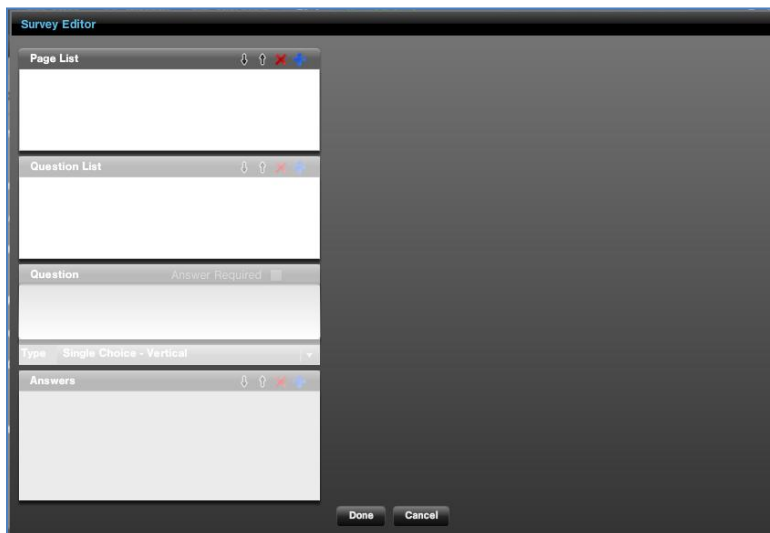 Survey Editor
Page List
Question List
Question Answer Required
Type Single Choice - Vertical
Answers
Done Cancel